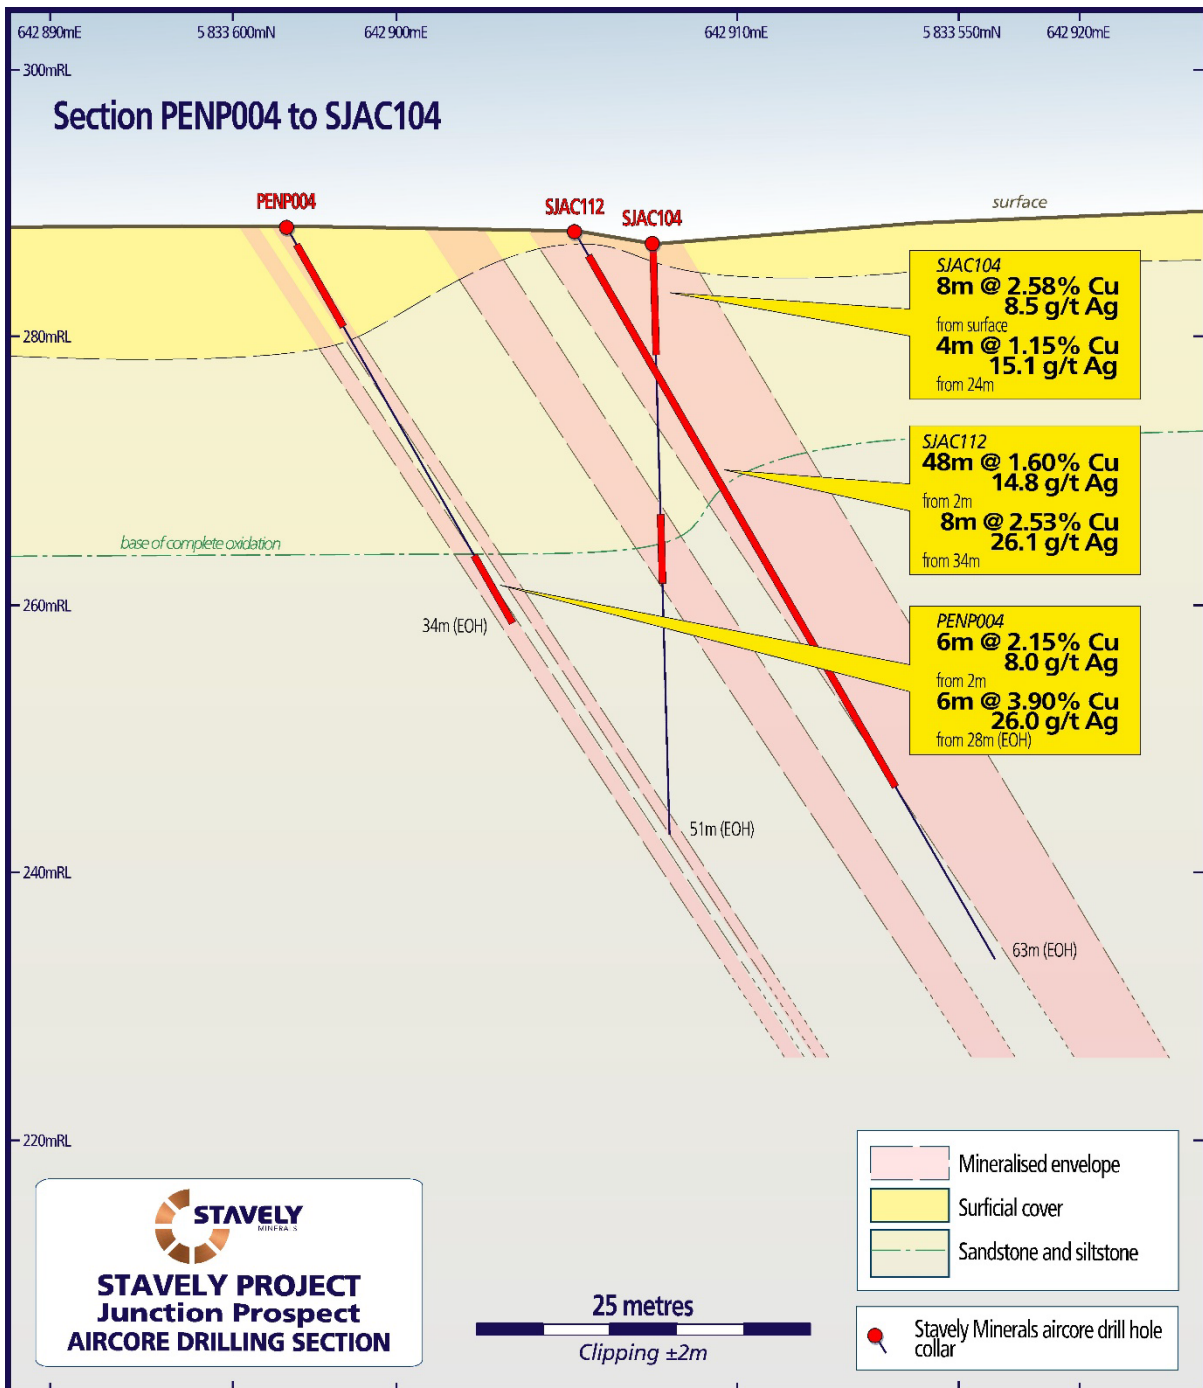 642 890mE 5 833 600mN 642 900mE 642 910mE 5 833 550mN 642 920mE
300mRL
Section PENP004 to SJAC104
PENP004
SJAC112
SJAC104
surface
SJAC104
8m @ 2.58% Cu
8.5 g/t Ag
from surface
4m @ 1.15% Cu
15.1 g/t Ag
from 24m
280mRL
SJAC112
48m @ 1.60% Cu
14.8 g/t Ag
from 2m
8m @ 2.53% Cu
26.1 g/t Ag
from 34m
base of complete oxidation
260mRL
PENP004
6m @ 2.15% Cu
8.0 g/t Ag
from 2m
6m @ 3.90% Cu
26.0 g/t Ag
from 28m (EOH)
34m (EOH)
51m (EOH)
240mRL
63m (EOH)
220mRL
Mineralised envelope
Surficial cover
Sandstone and siltstone
Stavely Minerals aircore drill hole
collar
STAVELY
MINERALS
STAVELY PROJECT
Junction Prospect
AIRCORE DRILLING SECTION
25 metres
Clipping ±2m